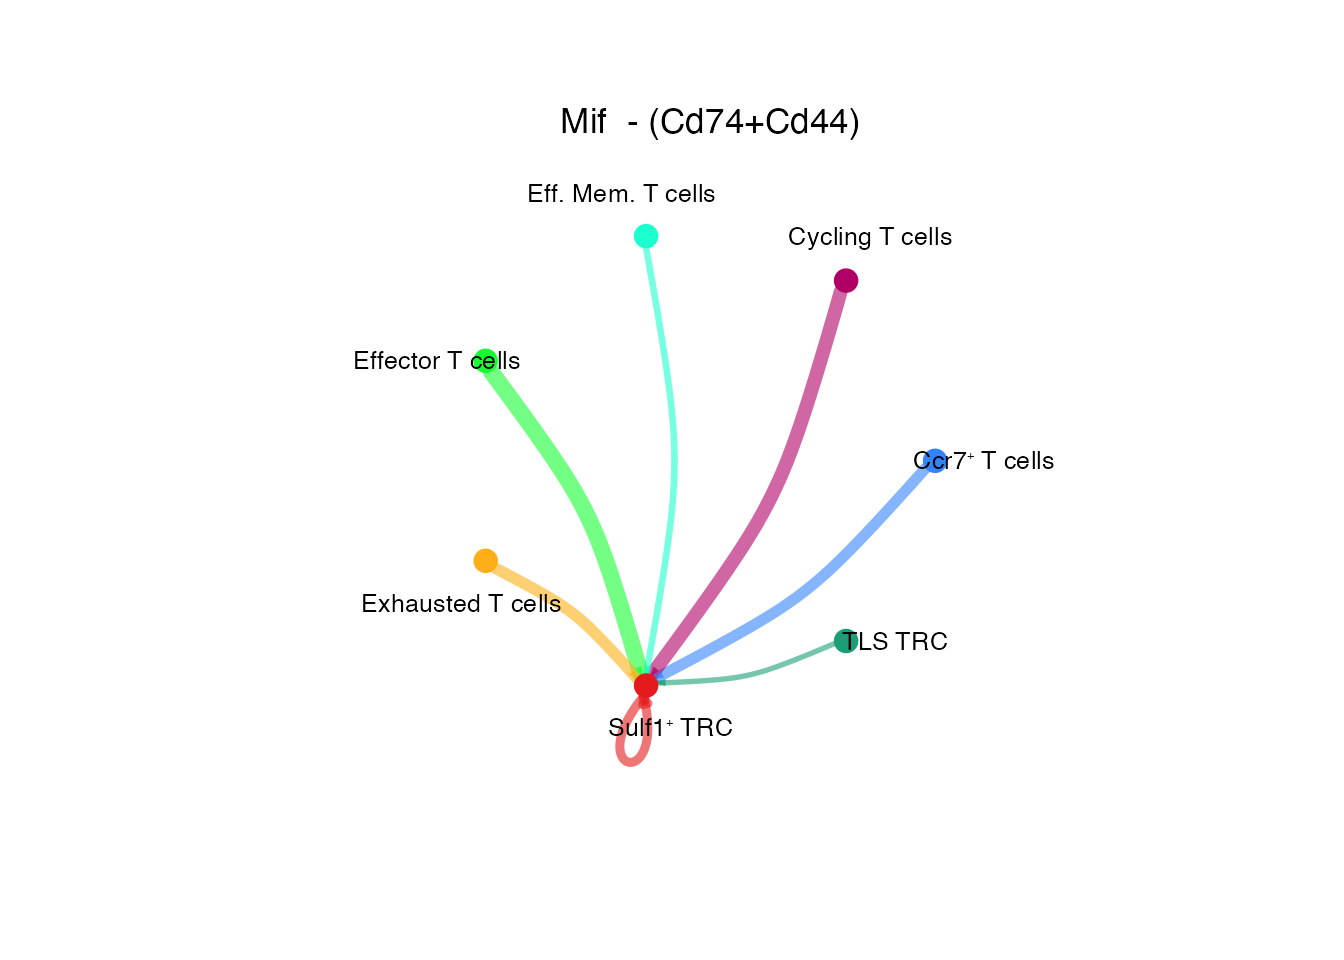 Mif - (Cd74+Cd44)
Eff. Mem. T cells
Cycling T cells
Effector T cells
Ccr7⁺ T cells
Exhausted T cells
TLS TRC
Sulf1⁺ TRC